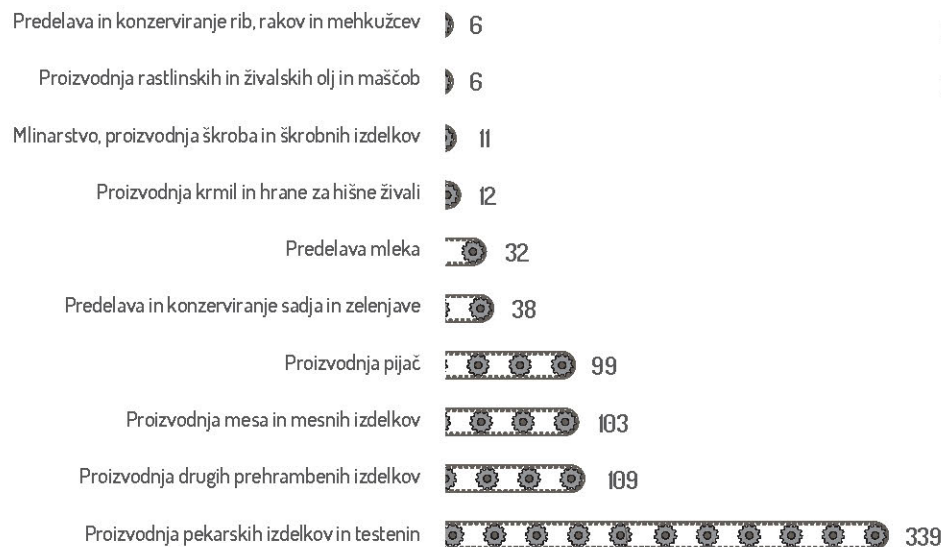 Predelava in konzerviranje rib, rakov in mehkužcev 6
Proizvodnja rastlinskih in živalskih olj in maščob 6
Mlinarstvo, proizvodnja škroba in škrobnih izdelkov 11
Proizvodnja krmil in hrane za hišne živali 12
Predelava mleka 32
Predelava in konzerviranje sadja in zelenjave 38
Proizvodnja pijač 99
Proizvodnja mesa in mesnih izdelkov 103
Proizvodnja drugih prehrambenih izdelkov 109
Proizvodnja pekarskih izdelkov in testenin 339